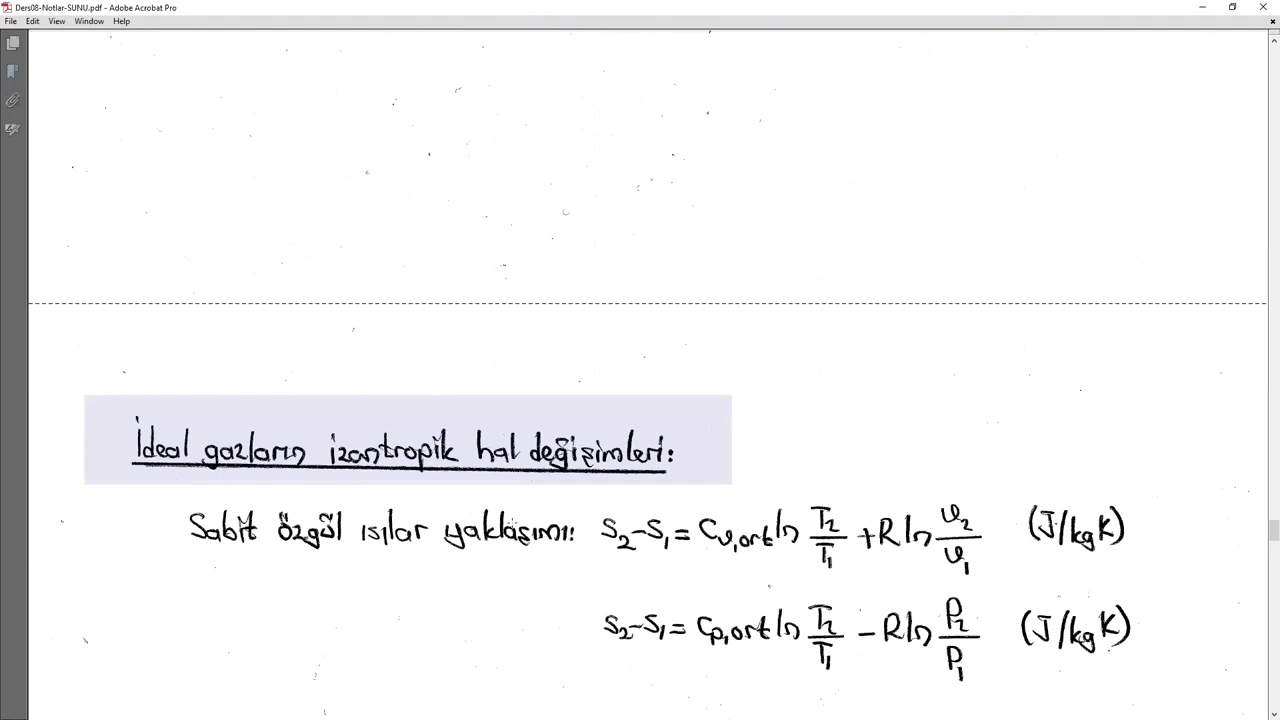 Ders08-Notlar-SUNU.pdf - Adobe Acrobat Pro
File Edit View Window Help
İdeal gazların izantropik hal değişimleri:
Sabit özgül ısılar yaklaşımı: s₂-s₁ = c_v,ort ln T₂/T₁ + R ln v₂/v₁ (J/kgK)
s₂-s₁ = c_p,ort ln T₂/T₁ - R ln P₂/P₁ (J/kgK)